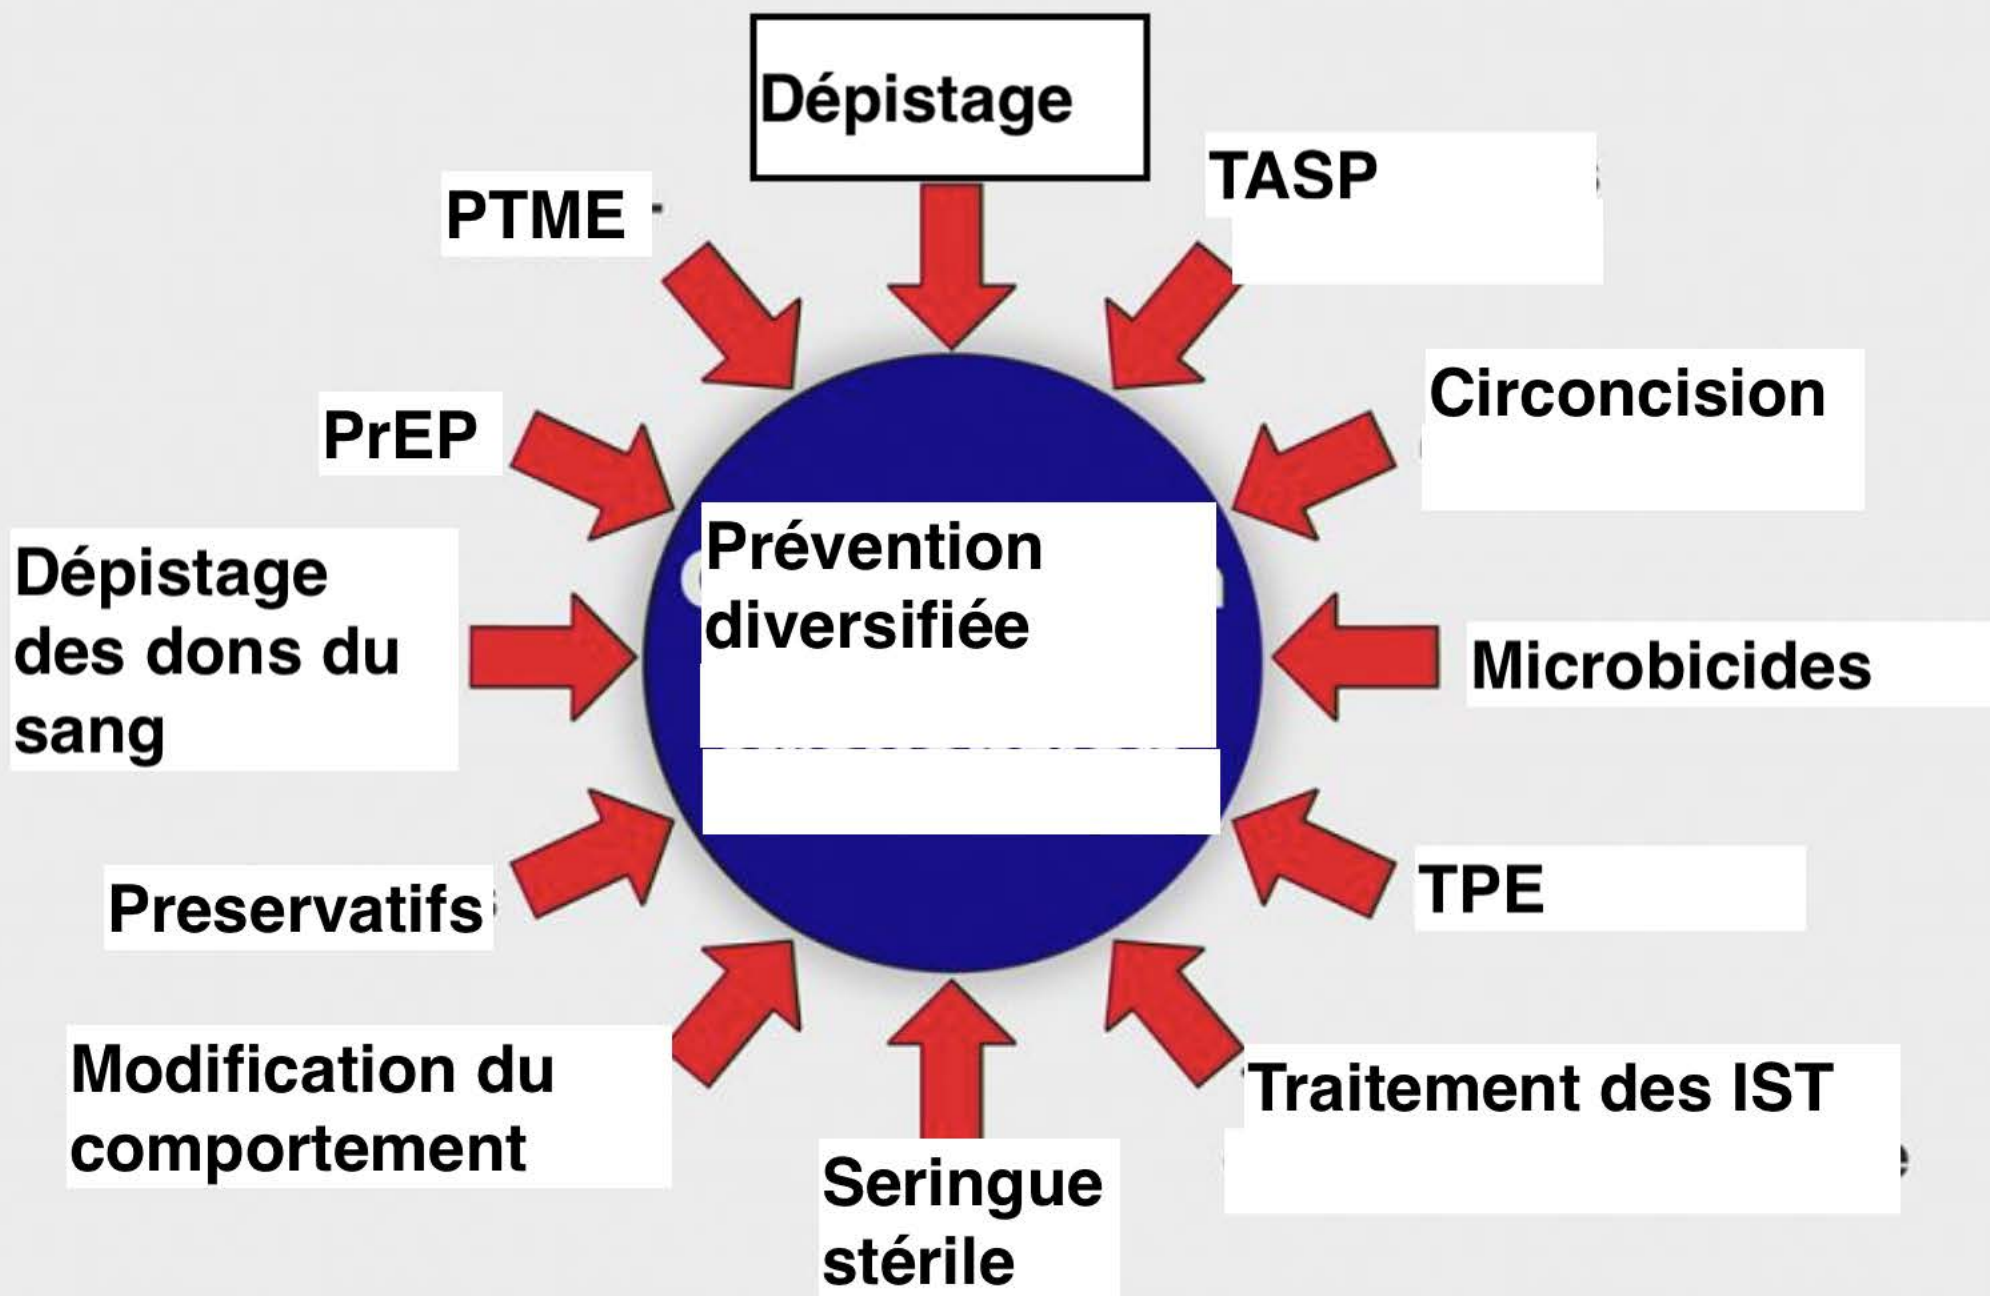 Dépistage
PTME
TASP
PrEP
Circoncision
Dépistage
des dons du
sang
Prévention
diversifiée
Microbicides
Preservatifs
TPE
Modification du
comportement
Seringue
stérile
Traitement des IST